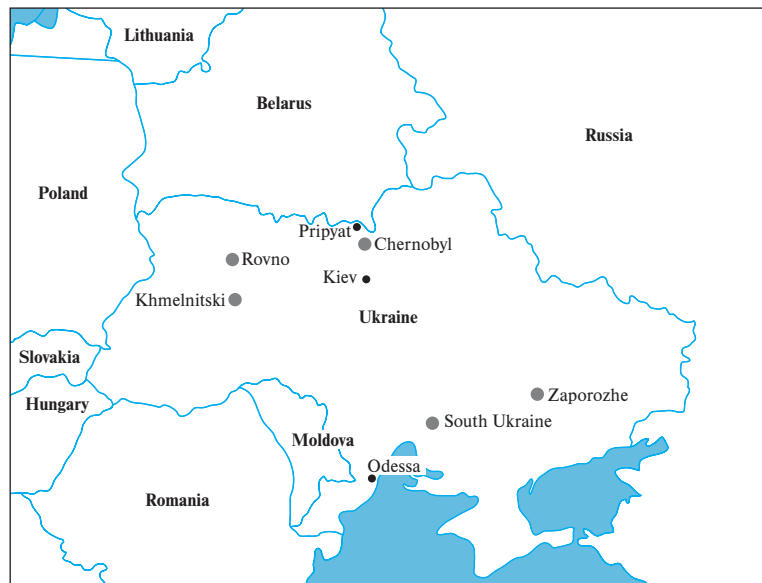 Lithuania
Belarus
Russia
Poland
Pripyat
Chernobyl
Rovno
Kiev
Khmelnitski
Ukraine
Slovakia
Hungary
Zaporozhe
South Ukraine
Moldova
Odessa
Romania